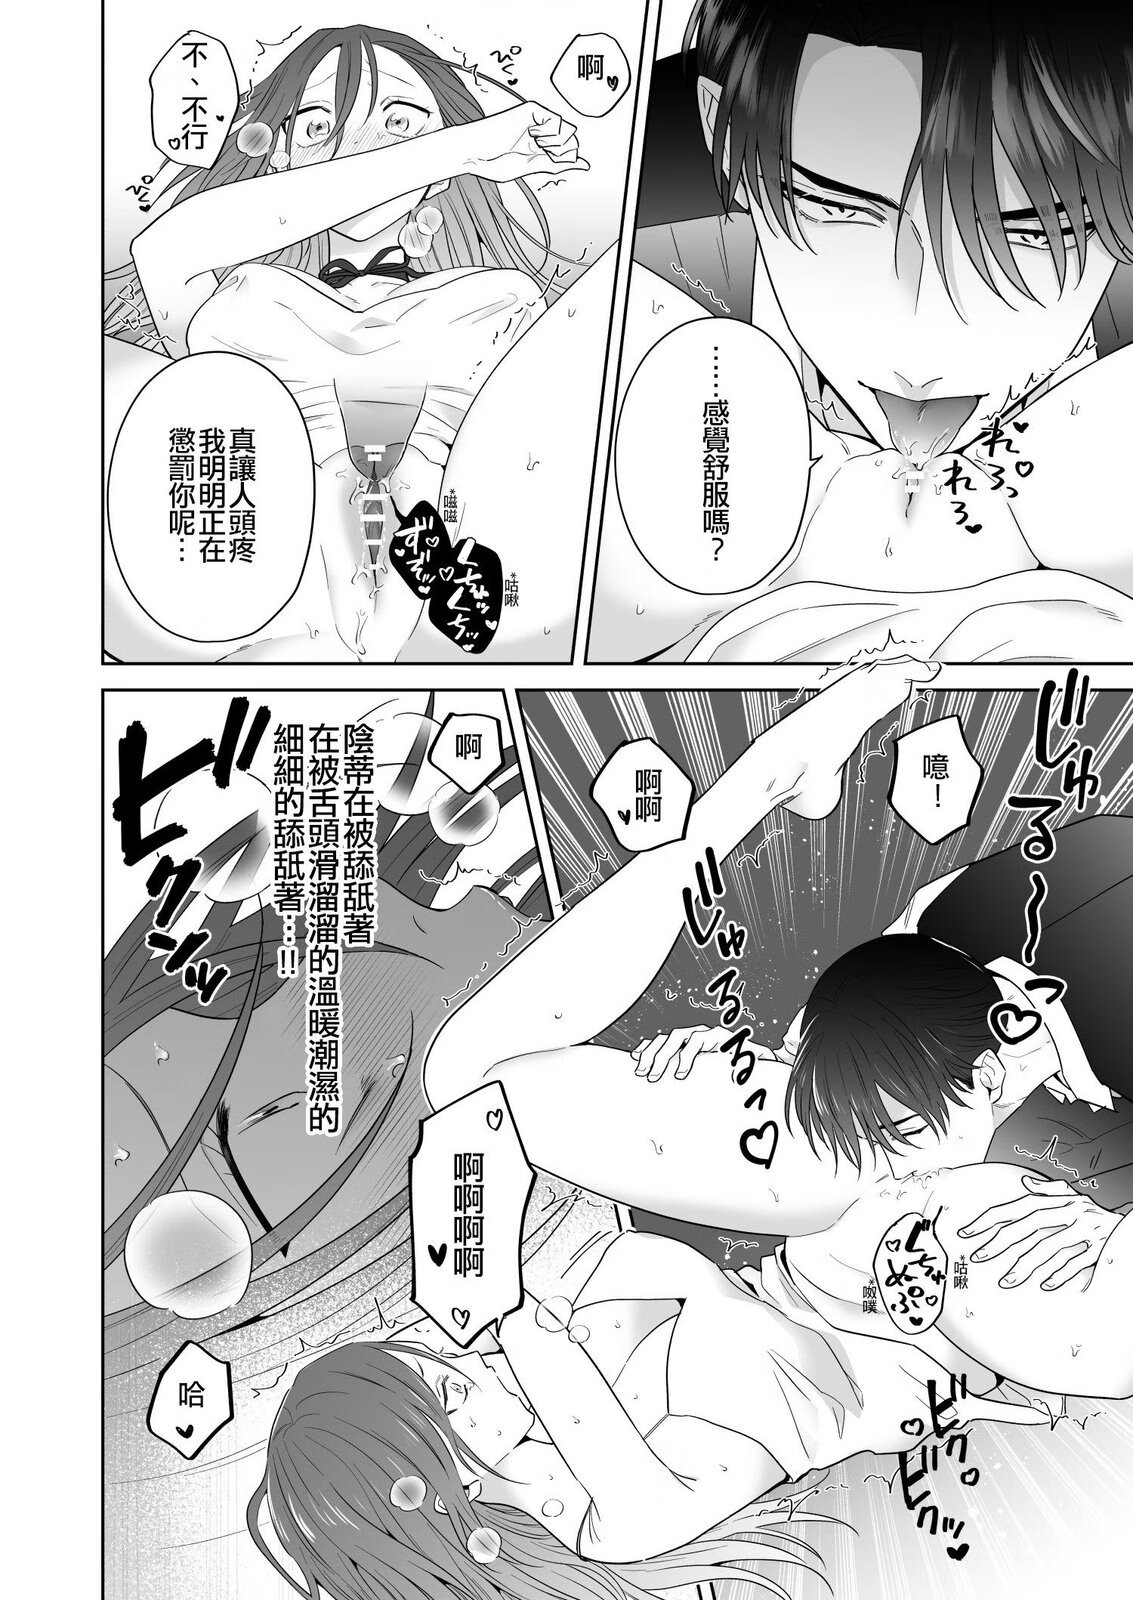 ……感覺舒服嗎？
れろっ
れろ
啊
不、不行
真讓人頭疼
我明明正在
懲罰你呢…
*嗞嗞
ずぞぞっ
*咕啾
くちゅッ
くちっ
噫！
じゅる〜〜っ
啊啊
じゅるるるっ
*咕啾
ぐちゅ
ぬぷ
ビクビクッ
ビクッ
啊啊啊啊
啊
陰蒂在被舔舐著
在被舌頭滑溜溜的溫暖潮濕的
細細的舔舐著…!!
ビクンッ
哈